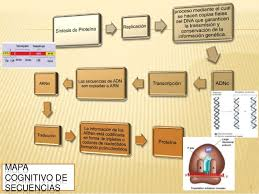 Síntesis de Proteína
Replicación
proceso mediante el cual
se hacen copias fieles
del DNA que garanticen
la transmisión y
conservación de la
información genética.
ARNm
Las secuencias de ADN
son copiadas a ARN
Transcripción
ADNc
Traducción
La información de los
ARNm está codificada
en forma de tripletes o
codones de nucleótidos,
formando polinucleótidos
Proteína
MAPA
COGNITIVO DE
SECUENCIAS